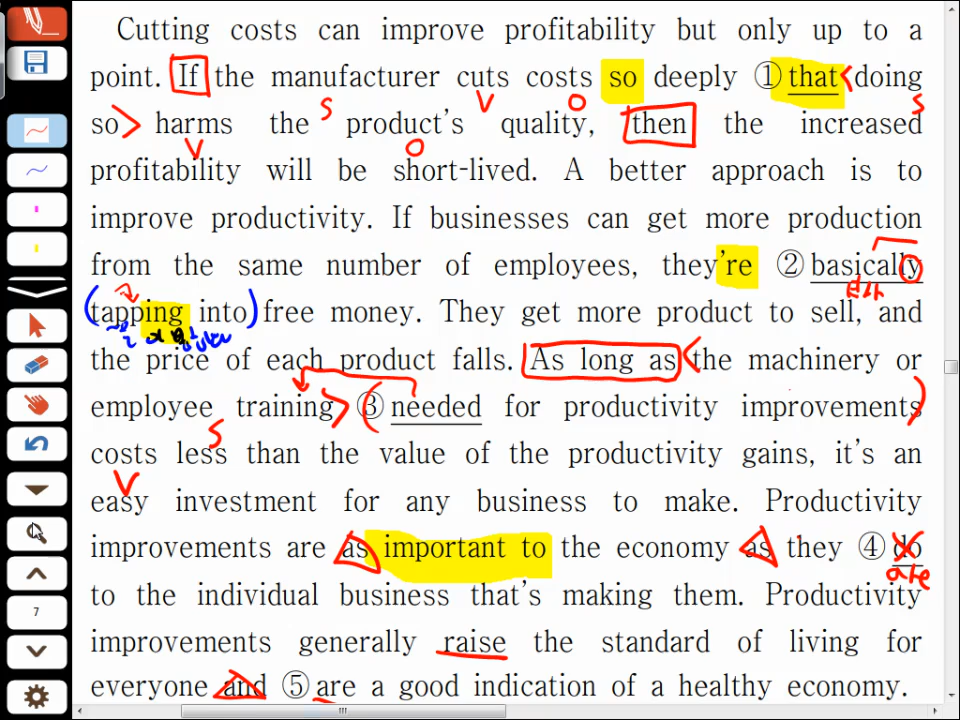 Cutting costs can improve profitability but only up to a
point. If the manufacturer cuts costs so deeply ① that doing
S V O S
so harms the product's quality, then the increased
V O
profitability will be short-lived. A better approach is to
improve productivity. If businesses can get more production
from the same number of employees, they're ② basically
tapping into free money. They get more product to sell, and
the price of each product falls. As long as the machinery or
employee training ③ needed for productivity improvements
S
costs less than the value of the productivity gains, it's an
V
easy investment for any business to make. Productivity
improvements are as important to the economy as they ④ do
are
to the individual business that's making them. Productivity
improvements generally raise the standard of living for
everyone and ⑤ are a good indication of a healthy economy.
7